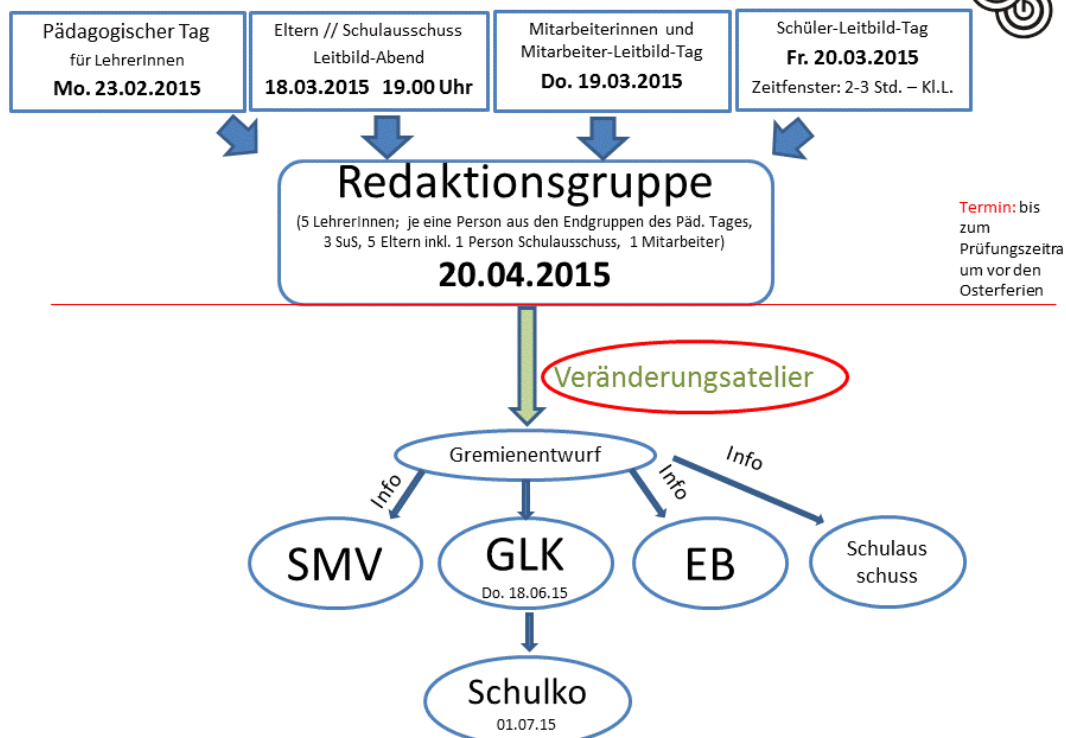 Pädagogischer Tag
für LehrerInnen
Mo. 23.02.2015
Eltern // Schulausschuss
Leitbild-Abend
18.03.2015 19.00 Uhr
Mitarbeiterinnen und
Mitarbeiter-Leitbild-Tag
Do. 19.03.2015
Schüler-Leitbild-Tag
Fr. 20.03.2015
Zeitfenster: 2-3 Std. – Kl.L.
Redaktionsgruppe
(5 LehrerInnen; je eine Person aus den Endgruppen des Päd. Tages,
3 SuS, 5 Eltern inkl. 1 Person Schulausschuss, 1 Mitarbeiter)
20.04.2015
Termin: bis
zum
Prüfungszeitra
um vor den
Osterferien
Veränderungsatelier
Gremienentwurf
Info
Info
Info
SMV
GLK
Do. 18.06.15
EB
Schulaus
schuss
Schulko
01.07.15